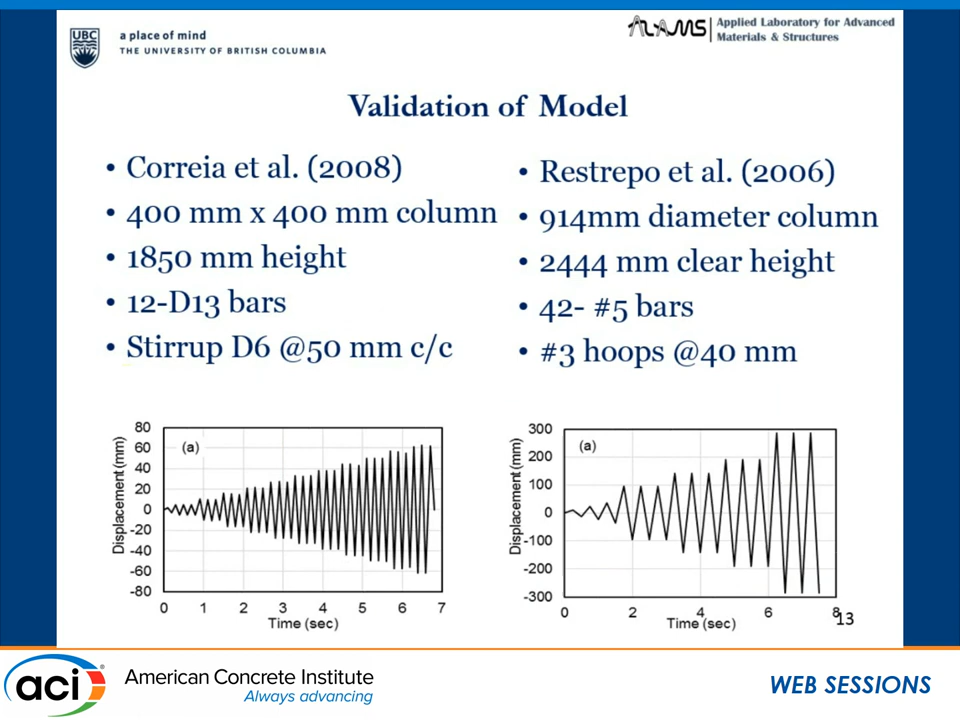 UBC
a place of mind
THE UNIVERSITY OF BRITISH COLUMBIA
ALAMS
Applied Laboratory for Advanced
Materials & Structures
Validation of Model
• Correia et al. (2008)
• 400 mm x 400 mm column
• 1850 mm height
• 12-D13 bars
• Stirrup D6 @50 mm c/c
• Restrepo et al. (2006)
• 914mm diameter column
• 2444 mm clear height
• 42- #5 bars
• #3 hoops @40 mm
(a)
Displacement (mm)
80
60
40
20
0
-20
-40
-60
-80
0 1 2 3 4 5 6 7
Time (sec)
(a)
Displacement (mm)
300
200
100
0
-100
-200
-300
0 2 4 6 8
Time (sec)
13
aci®
American Concrete Institute
Always advancing
WEB SESSIONS